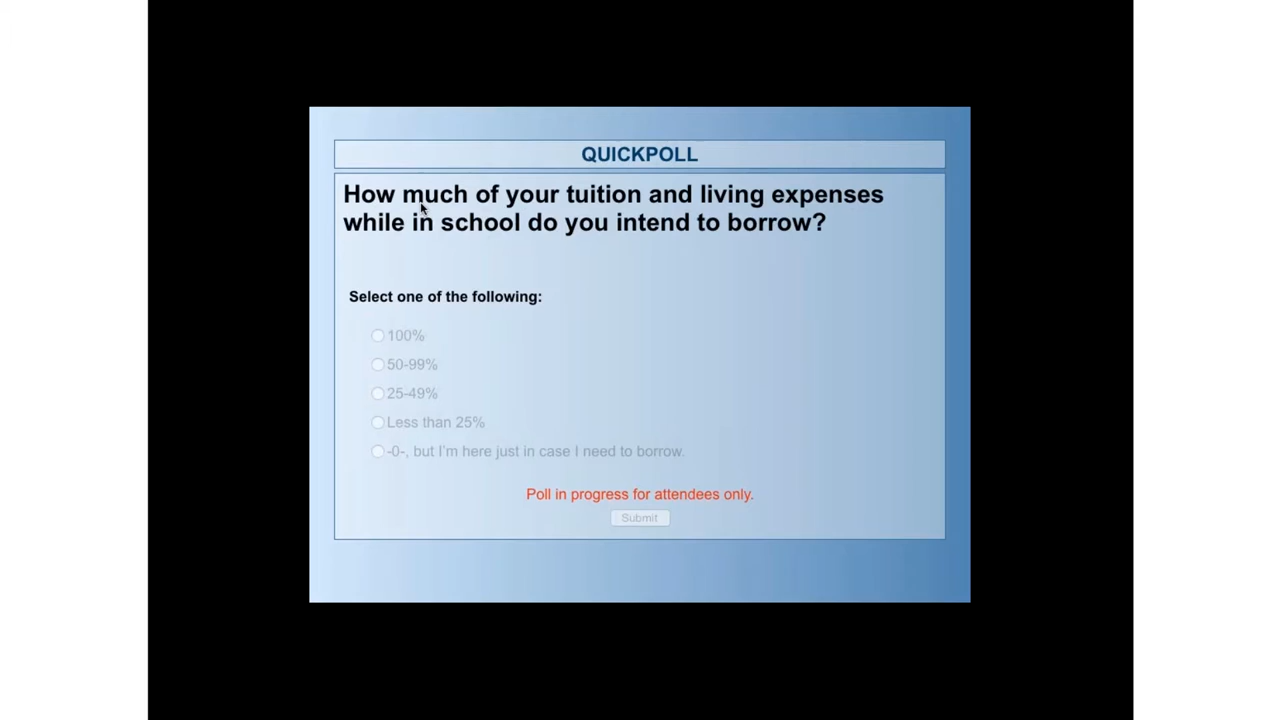 QUICKPOLL
How much of your tuition and living expenses
while in school do you intend to borrow?
Select one of the following:
100%
50-99%
25-49%
Less than 25%
-0-, but I'm here just in case I need to borrow.
Poll in progress for attendees only.
Submit